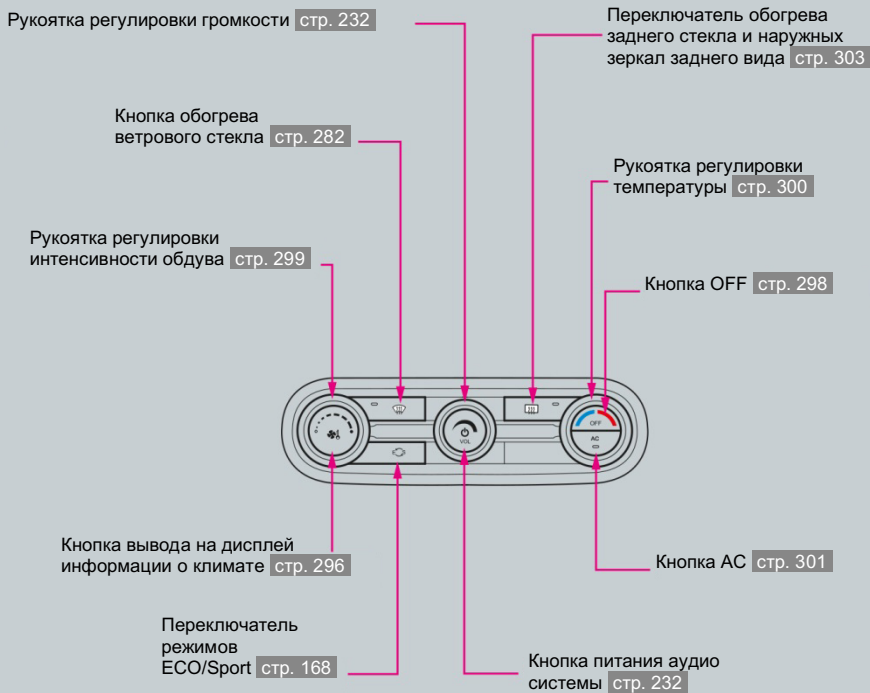 Рукоятка регулировки громкости стр. 232
Переключатель обогрева
заднего стекла и наружных
зеркал заднего вида стр. 303
Кнопка обогрева
ветрового стекла стр. 282
Рукоятка регулировки
температуры стр. 300
Рукоятка регулировки
интенсивности обдува стр. 299
Кнопка OFF стр. 298
OFF
AC
VOL
Кнопка вывода на дисплей
информации о климате стр. 296
Кнопка AC стр. 301
Переключатель
режимов
ECO/Sport стр. 168
Кнопка питания аудио
системы стр. 232